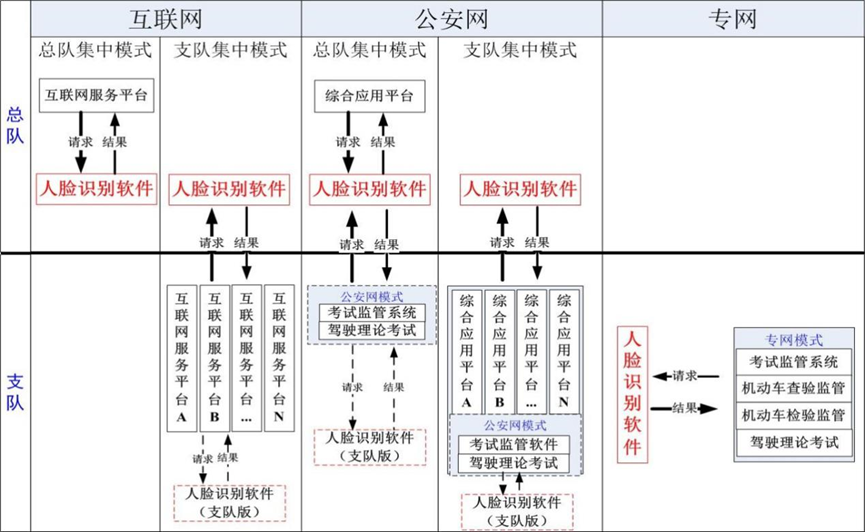 互联网
公安网
专网
总队集中模式
支队集中模式
总队集中模式
支队集中模式
总队
互联网服务平台
请求
结果
人脸识别软件
人脸识别软件
综合应用平台
请求
结果
人脸识别软件
人脸识别软件
请求
结果
请求
结果
请求
结果
支队
互联网服务平台A
互联网服务平台B
互联网服务平台...
互联网服务平台N
请求
结果
人脸识别软件
(支队版)
公安网模式
考试监管系统
驾驶理论考试
请求
结果
人脸识别软件
(支队版)
综合应用平台A
综合应用平台B
综合应用平台...
综合应用平台N
公安网模式
考试监管软件
驾驶理论考试
人脸识别软件
(支队版)
人脸识别软件
请求
结果
专网模式
考试监管系统
机动车查验监管
机动车检验监管
驾驶理论考试